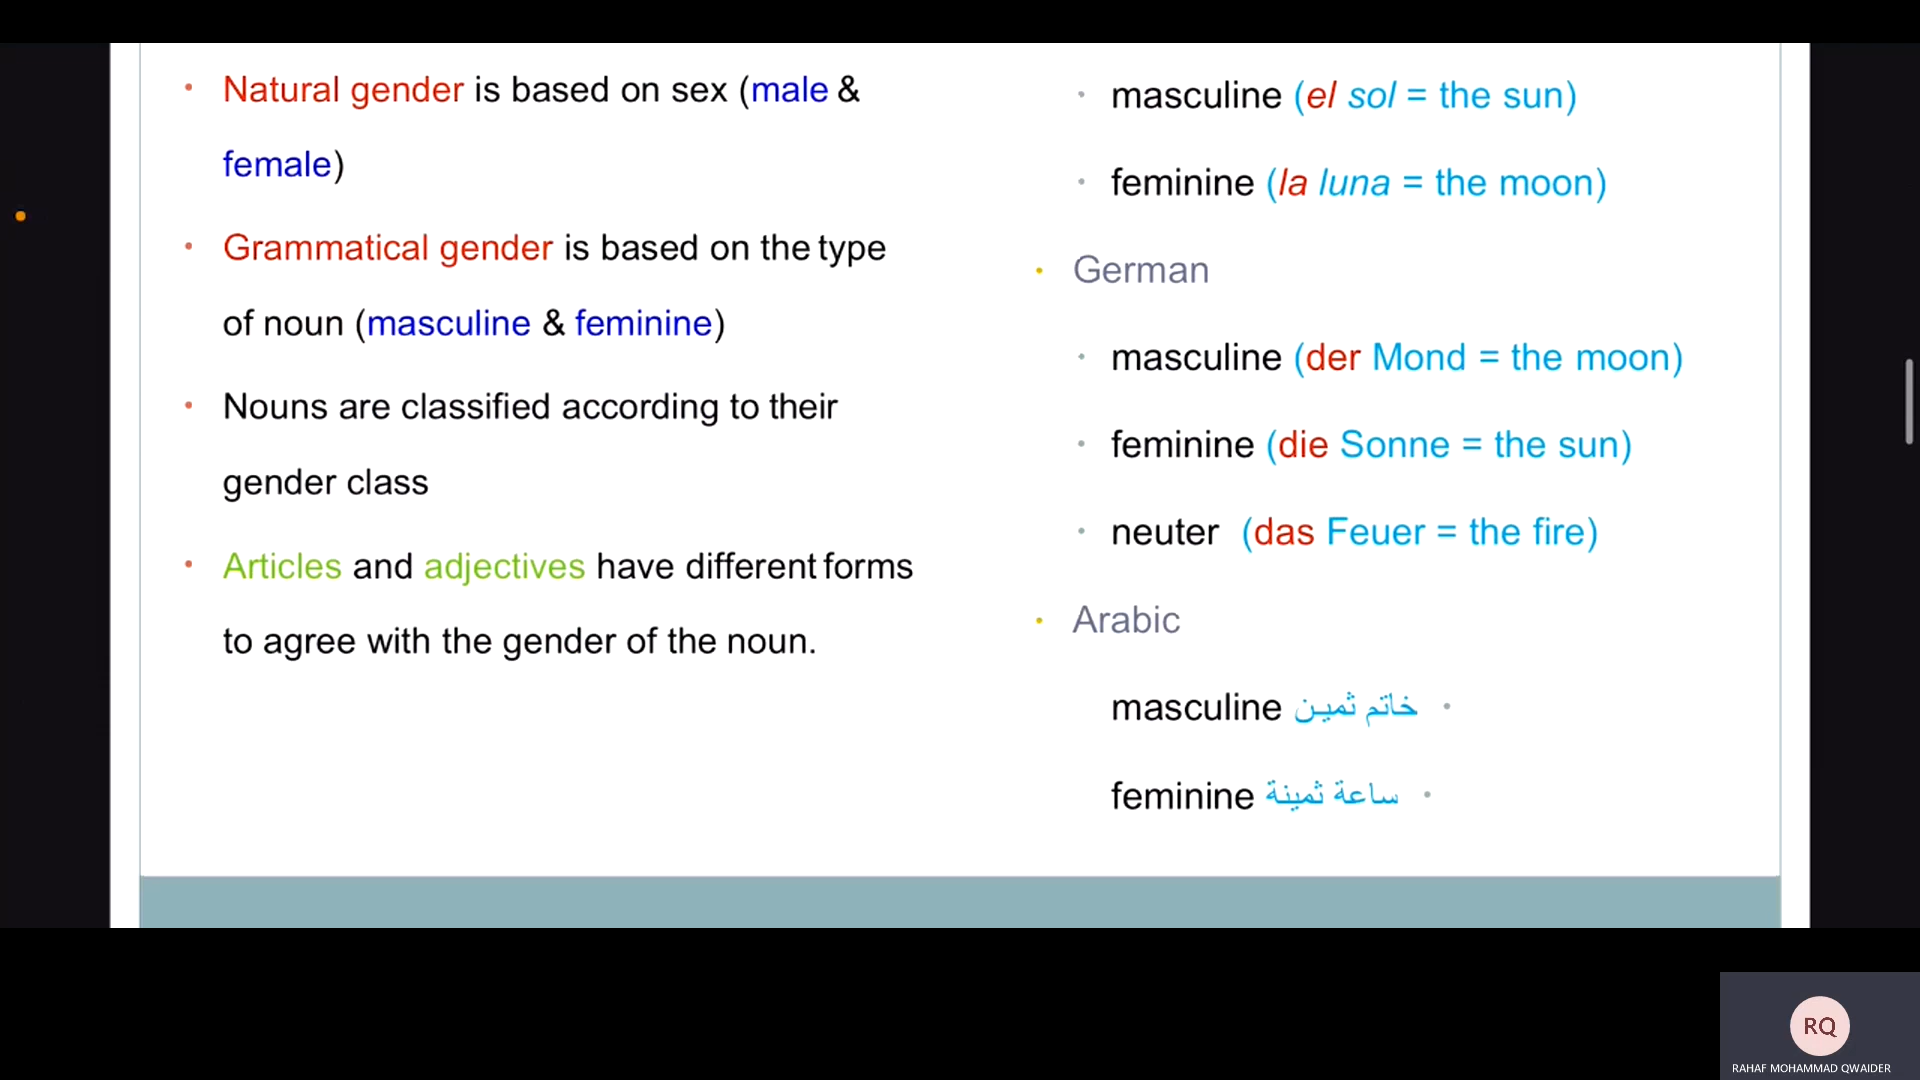 • Natural gender is based on sex (male &
female)
• Grammatical gender is based on the type
of noun (masculine & feminine)
• Nouns are classified according to their
gender class
• Articles and adjectives have different forms
to agree with the gender of the noun.
• masculine (el sol = the sun)
• feminine (la luna = the moon)
• German
• masculine (der Mond = the moon)
• feminine (die Sonne = the sun)
• neuter (das Feuer = the fire)
• Arabic
masculine خاتم ثمين •
feminine ساعة ثمينة •
RQ
RAHAF MOHAMMAD QWAIDER